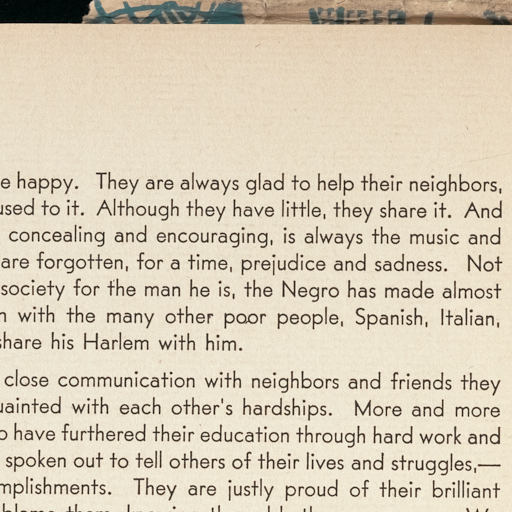 e happy. They are always glad to help their neighbors,
used to it. Although they have little, they share it. And
concealing and encouraging, is always the music and
are forgotten, for a time, prejudice and sadness. Not
society for the man he is, the Negro has made almost
with the many other poor people, Spanish, Italian,
share his Harlem with him.
close communication with neighbors and friends they
uainted with each other's hardships. More and more
o have furthered their education through hard work and
spoken out to tell others of their lives and struggles,—
mplishments. They are justly proud of their brilliant